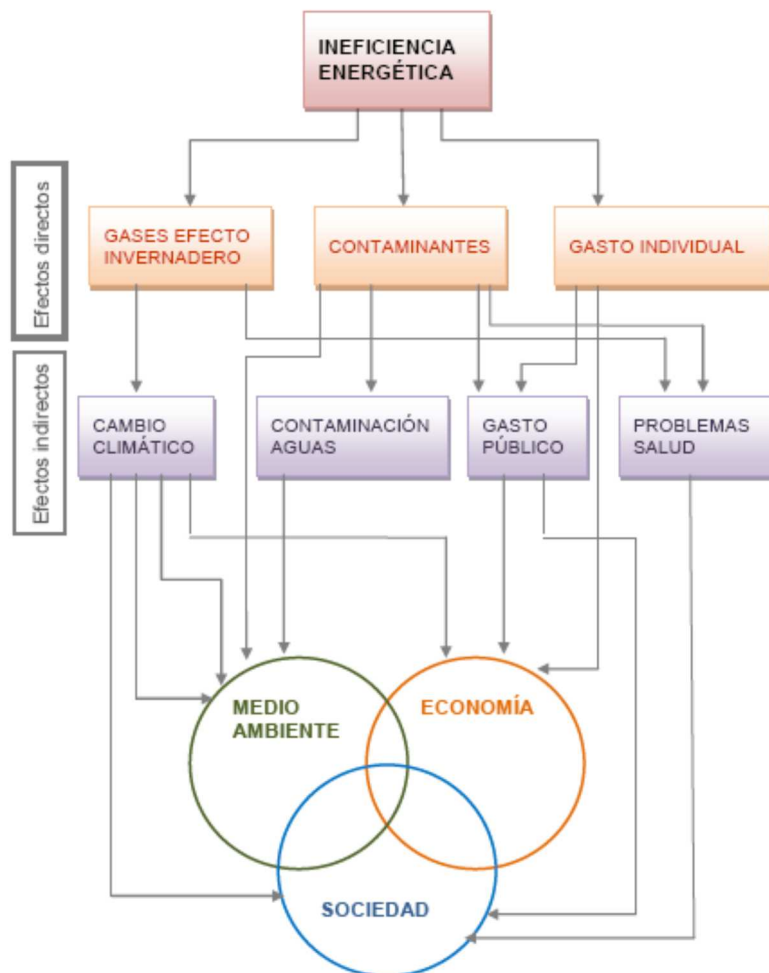 INEFICIENCIA
ENERGÉTICA
Efectos directos
GASES EFECTO
INVERNADERO
CONTAMINANTES
GASTO INDIVIDUAL
Efectos indirectos
CAMBIO
CLIMÁTICO
CONTAMINACIÓN
AGUAS
GASTO
PÚBLICO
PROBLEMAS
SALUD
MEDIO
AMBIENTE
ECONOMÍA
SOCIEDAD